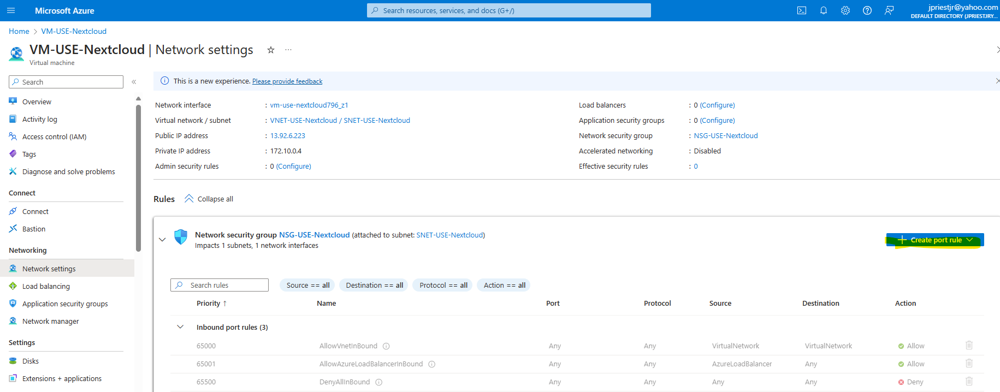 Microsoft Azure
Search resources, services, and docs (G+/)
jpriestjr@yahoo.com
DEFAULT DIRECTORY (JPRIESTJRY...
Home > VM-USE-Nextcloud
VM-USE-Nextcloud | Network settings
Virtual machine
Search
Overview
Activity log
Access control (IAM)
Tags
Diagnose and solve problems
Connect
Connect
Bastion
Networking
Network settings
Load balancing
Application security groups
Network manager
Settings
Disks
Extensions + applications
This is a new experience. Please provide feedback
Network interface : vm-use-nextcloud796_z1
Virtual network / subnet : VNET-USE-Nextcloud / SNET-USE-Nextcloud
Public IP address : 13.92.6.223
Private IP address : 172.10.0.4
Admin security rules : 0 (Configure)
Load balancers : 0 (Configure)
Application security groups : 0 (Configure)
Network security group : NSG-USE-Nextcloud
Accelerated networking : Disabled
Effective security rules : 0
Rules Collapse all
Network security group NSG-USE-Nextcloud (attached to subnet: SNET-USE-Nextcloud)
Impacts 1 subnets, 1 network interfaces
+ Create port rule
Search rules Source == all Destination == all Protocol == all Action == all
Priority ↑ Name Port Protocol Source Destination Action
Inbound port rules (3)
65000 AllowVnetInBound Any Any VirtualNetwork VirtualNetwork Allow
65001 AllowAzureLoadBalancerInBound Any Any AzureLoadBalancer Any Allow
65500 DenyAllInBound Any Any Any Any Deny